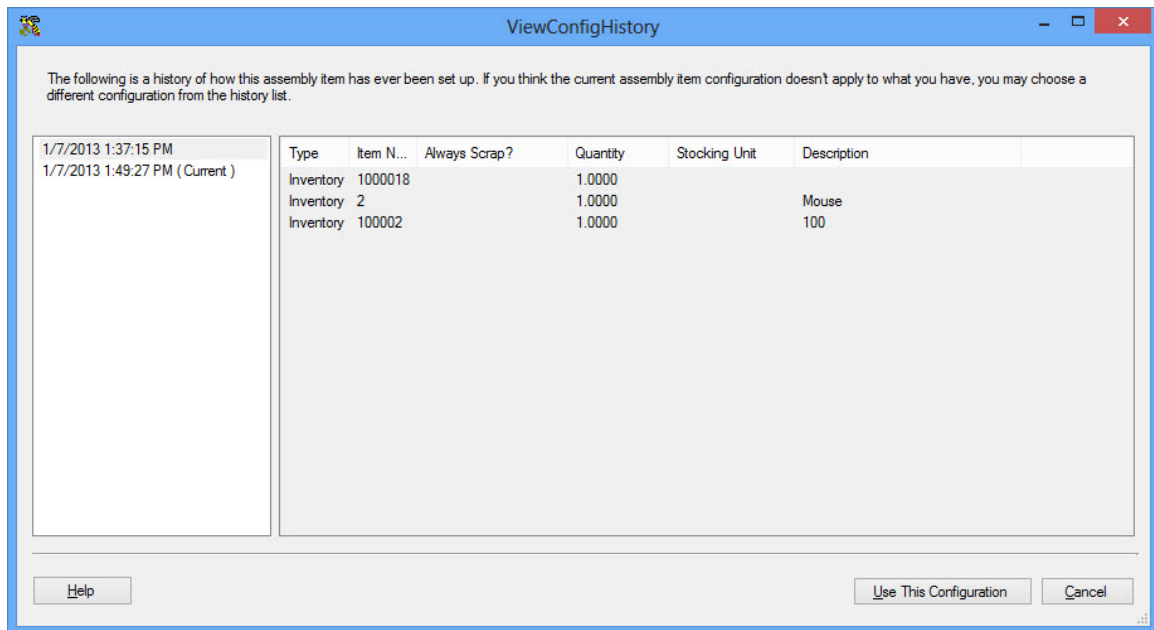 ViewConfigHistory
The following is a history of how this assembly item has ever been set up. If you think the current assembly item configuration doesn't apply to what you have, you may choose a
different configuration from the history list.
1/7/2013 1:37:15 PM
1/7/2013 1:49:27 PM ( Current )
Type Item N... Always Scrap? Quantity Stocking Unit Description
Inventory 1000018 1.0000
Inventory 2 1.0000 Mouse
Inventory 100002 1.0000 100
Help Use This Configuration Cancel